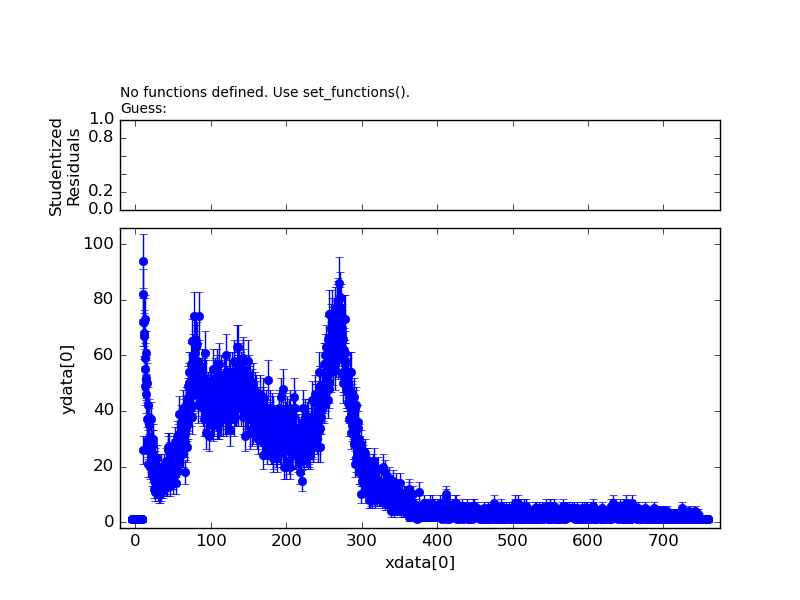 No functions defined. Use set_functions().
Guess:
Studentized
Residuals
1.0
0.8
0.2
0.0
ydata[0]
100
80
60
40
20
0
0 100 200 300 400 500 600 700
xdata[0]